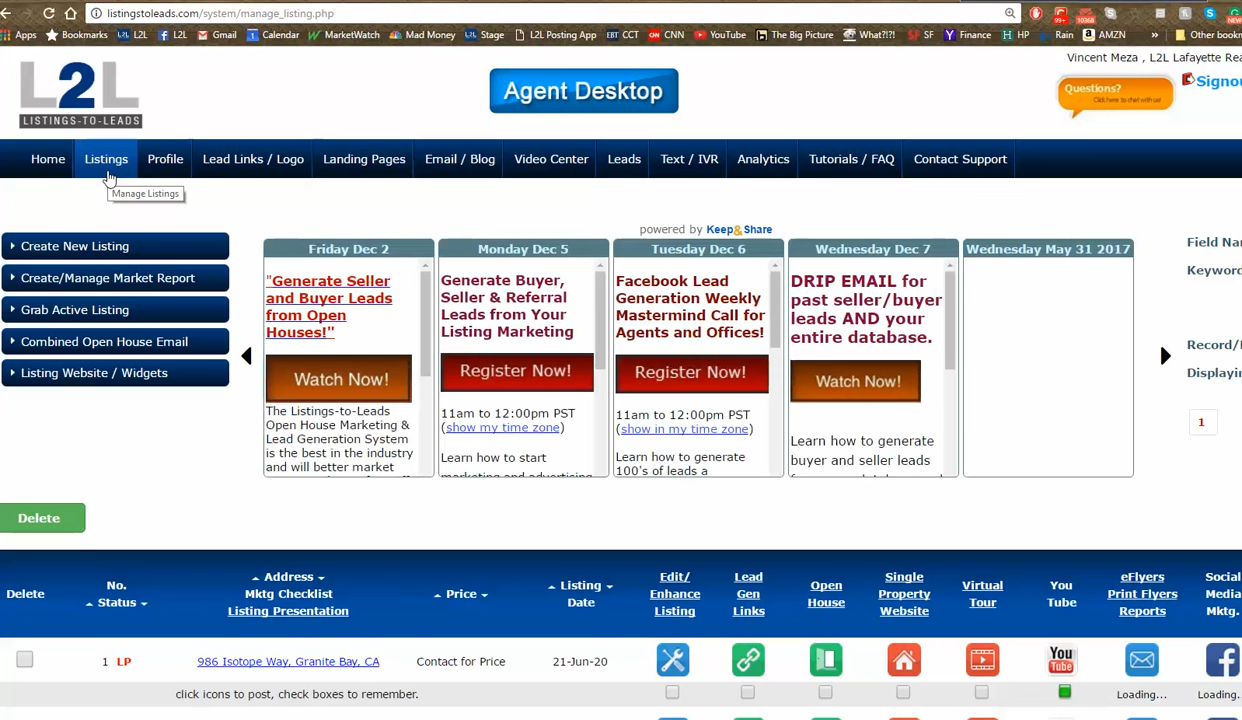 listingstoleads.com/system/manage_listing.php
Apps Bookmarks L2L L2L Gmail Calendar MarketWatch Mad Money Stage L2L Posting App EBT CCT CNN YouTube The Big Picture What?!?! SF SF Finance HP Rain AMZN » Other bookm
Vincent Meza , L2L Lafayette Rea
L2L
LISTINGS-TO-LEADS
Agent Desktop
Questions?
Click here to chat with us!
Signou
Home Listings Profile Lead Links / Logo Landing Pages Email / Blog Video Center Leads Text / IVR Analytics Tutorials / FAQ Contact Support
Manage Listings
powered by Keep&Share
Create New Listing
Create/Manage Market Report
Grab Active Listing
Combined Open House Email
Listing Website / Widgets
Friday Dec 2
"Generate Seller
and Buyer Leads
from Open
Houses!"
Watch Now!
The Listings-to-Leads
Open House Marketing &
Lead Generation System
is the best in the industry
and will better market
Monday Dec 5
Generate Buyer,
Seller & Referral
Leads from Your
Listing Marketing
Register Now!
11am to 12:00pm PST
(show my time zone)
Learn how to start
marketing and advertising
Tuesday Dec 6
Facebook Lead
Generation Weekly
Mastermind Call for
Agents and Offices!
Register Now!
11am to 12:00pm PST
(show in my time zone)
Learn how to generate
100's of leads a
Wednesday Dec 7
DRIP EMAIL for
past seller/buyer
leads AND your
entire database.
Watch Now!
Learn how to generate
buyer and seller leads
Wednesday May 31 2017
Field Na
Keyword
Record/
Displayin
1
Delete
Delete
No.
Status
Address
Mktg Checklist
Listing Presentation
Price
Listing
Date
Edit/
Enhance
Listing
Lead
Gen
Links
Open
House
Single
Property
Website
Virtual
Tour
You
Tube
eFlyers
Print Flyers
Reports
Social
Media
Mktg.
1 LP 986 Isotope Way, Granite Bay, CA Contact for Price 21-Jun-20 You Tube
click icons to post, check boxes to remember. Loading... Loading...